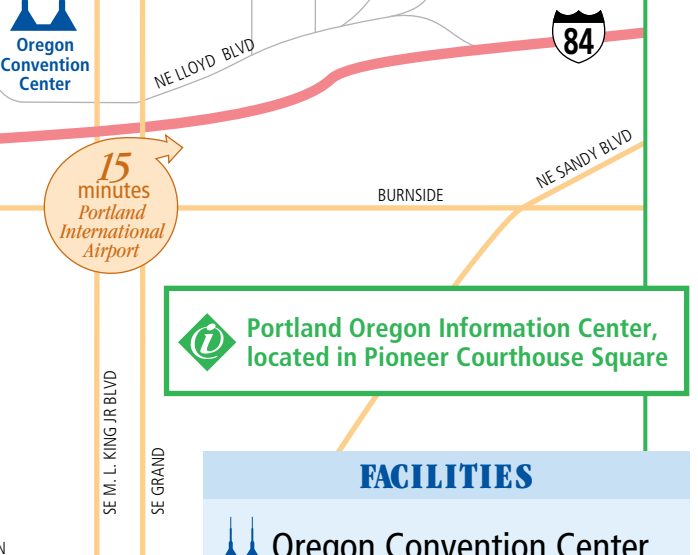 Oregon
Convention
Center
NE LLOYD BLVD
84
15
minutes
Portland
International
Airport
NE SANDY BLVD
BURNSIDE
i
Portland Oregon Information Center,
located in Pioneer Courthouse Square
SE M. L. KING JR BLVD
SE GRAND
FACILITIES
Oregon Convention Center
N